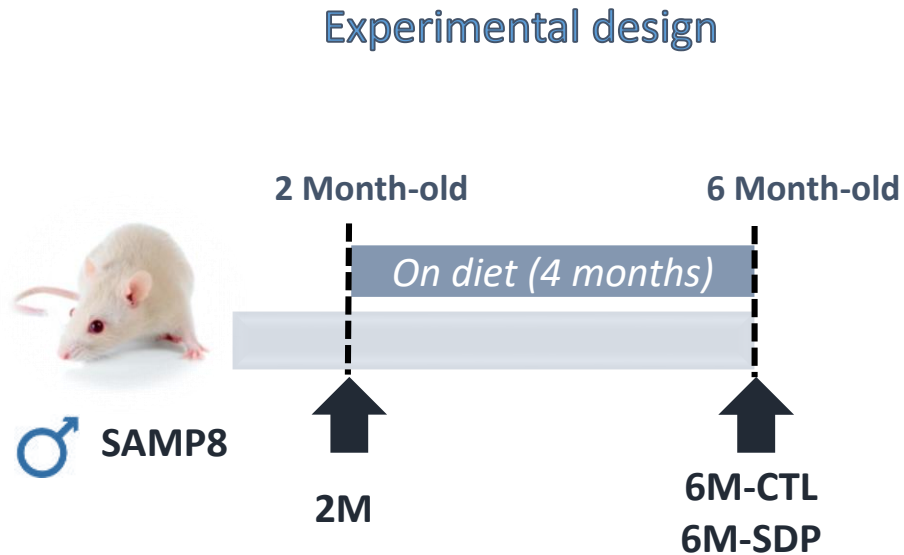 Experimental design
2 Month-old
6 Month-old
On diet (4 months)
SAMP8
2M
6M-CTL
6M-SDP